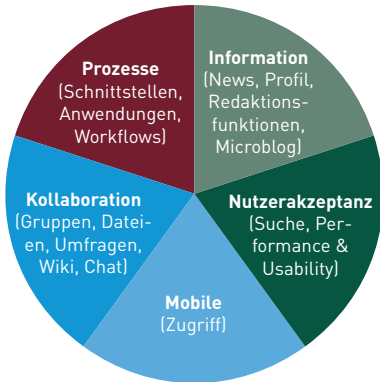 Prozesse
(Schnittstellen,
Anwendungen,
Workflows)
Information
(News, Profil,
Redaktions-
funktionen,
Microblog)
Kollaboration
(Gruppen, Datei-
en, Umfragen,
Wiki, Chat)
Nutzerakzeptanz
(Suche, Per-
formance &
Usability)
Mobile
(Zugriff)